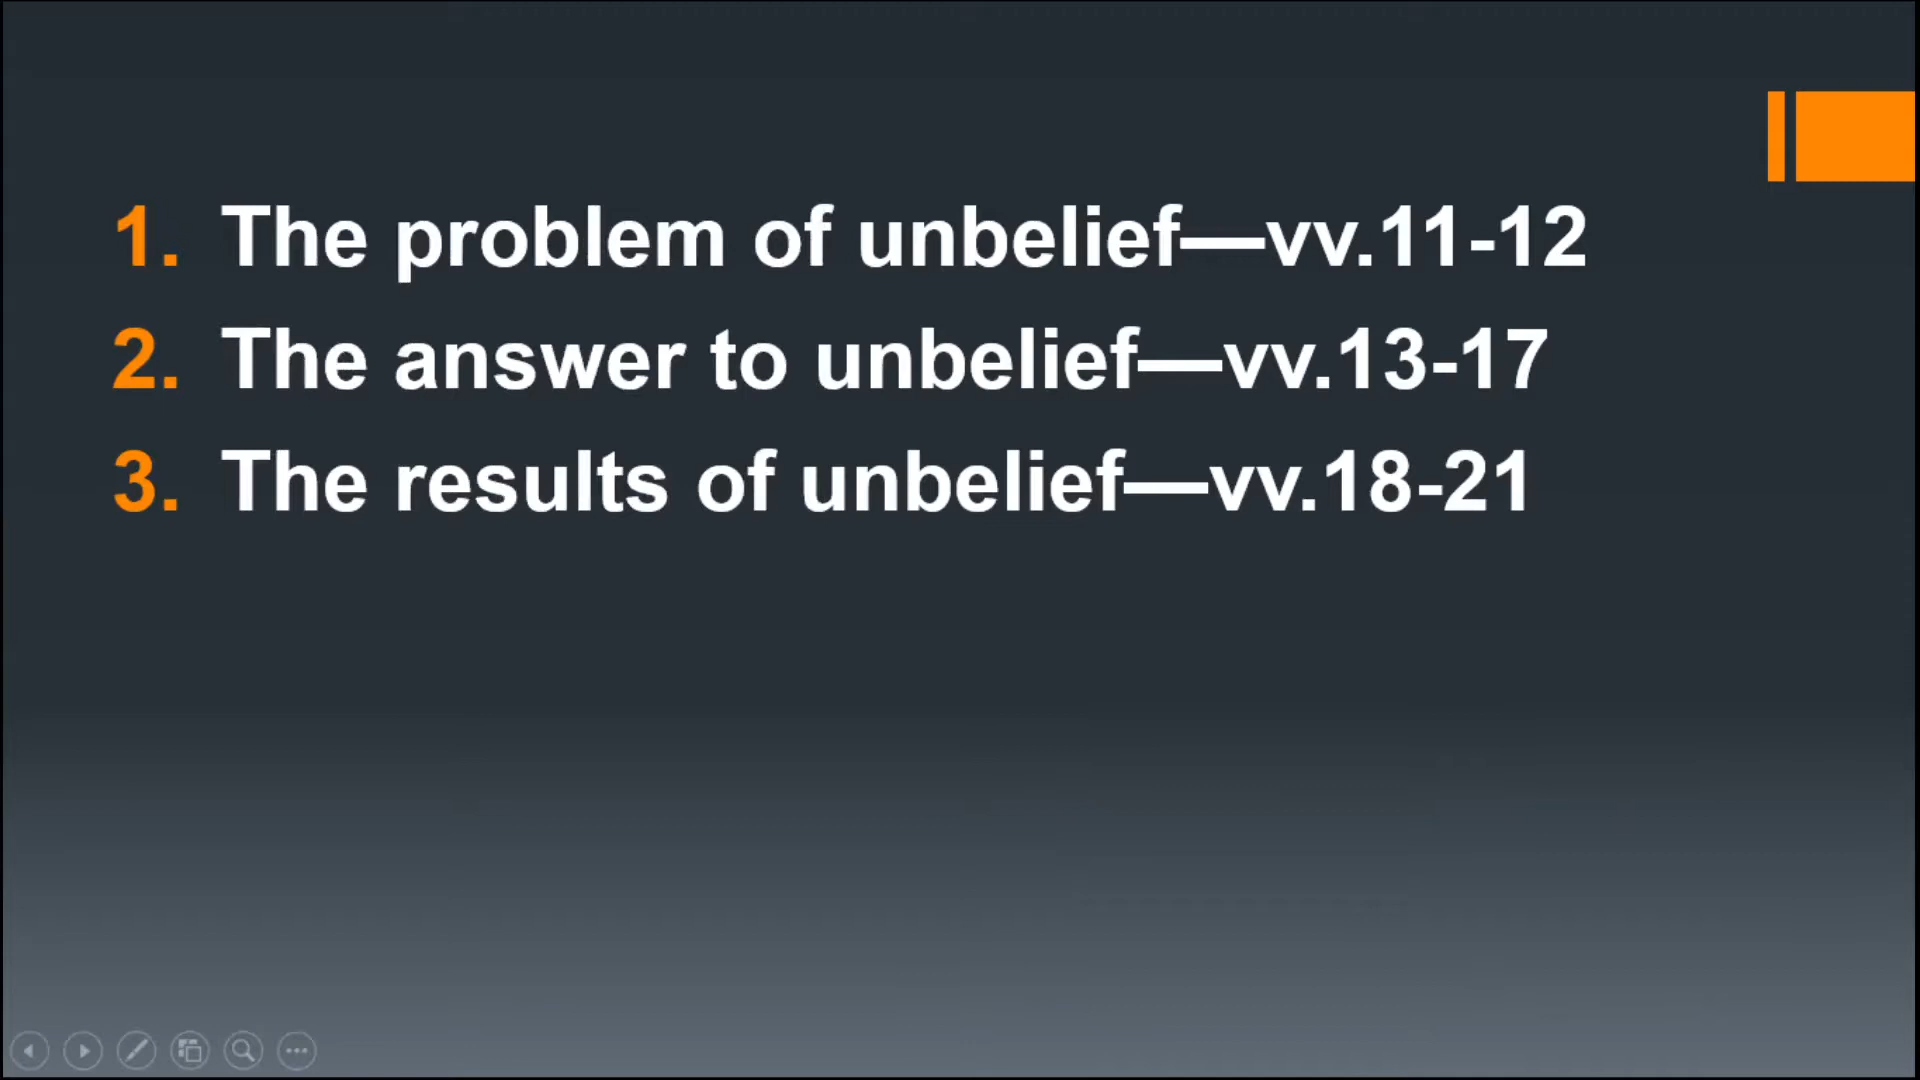 1. The problem of unbelief—vv.11-12
2. The answer to unbelief—vv.13-17
3. The results of unbelief—vv.18-21